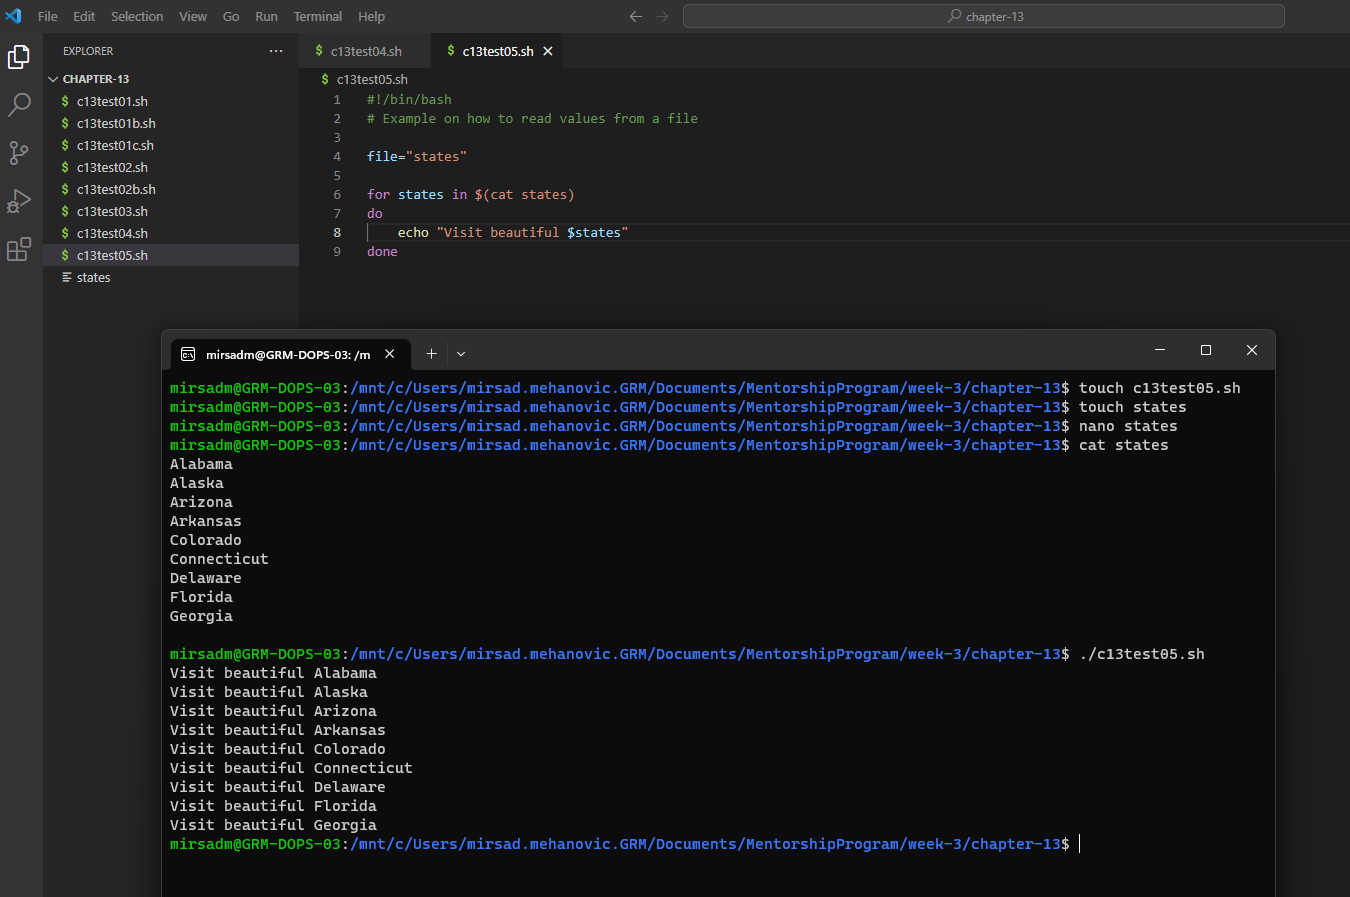 File Edit Selection View Go Run Terminal Help
chapter-13
EXPLORER
CHAPTER-13
$ c13test01.sh
$ c13test01b.sh
$ c13test01c.sh
$ c13test02.sh
$ c13test02b.sh
$ c13test03.sh
$ c13test04.sh
$ c13test05.sh
states
$ c13test04.sh
$ c13test05.sh
$ c13test05.sh
1 #!/bin/bash
2 # Example on how to read values from a file
3
4 file="states"
5
6 for states in $(cat states)
7 do
8 echo "Visit beautiful $states"
9 done
mirsadm@GRM-DOPS-03: /m
mirsadm@GRM-DOPS-03:/mnt/c/Users/mirsad.mehanovic.GRM/Documents/MentorshipProgram/week-3/chapter-13$ touch c13test05.sh
mirsadm@GRM-DOPS-03:/mnt/c/Users/mirsad.mehanovic.GRM/Documents/MentorshipProgram/week-3/chapter-13$ touch states
mirsadm@GRM-DOPS-03:/mnt/c/Users/mirsad.mehanovic.GRM/Documents/MentorshipProgram/week-3/chapter-13$ nano states
mirsadm@GRM-DOPS-03:/mnt/c/Users/mirsad.mehanovic.GRM/Documents/MentorshipProgram/week-3/chapter-13$ cat states
Alabama
Alaska
Arizona
Arkansas
Colorado
Connecticut
Delaware
Florida
Georgia
mirsadm@GRM-DOPS-03:/mnt/c/Users/mirsad.mehanovic.GRM/Documents/MentorshipProgram/week-3/chapter-13$ ./c13test05.sh
Visit beautiful Alabama
Visit beautiful Alaska
Visit beautiful Arizona
Visit beautiful Arkansas
Visit beautiful Colorado
Visit beautiful Connecticut
Visit beautiful Delaware
Visit beautiful Florida
Visit beautiful Georgia
mirsadm@GRM-DOPS-03:/mnt/c/Users/mirsad.mehanovic.GRM/Documents/MentorshipProgram/week-3/chapter-13$